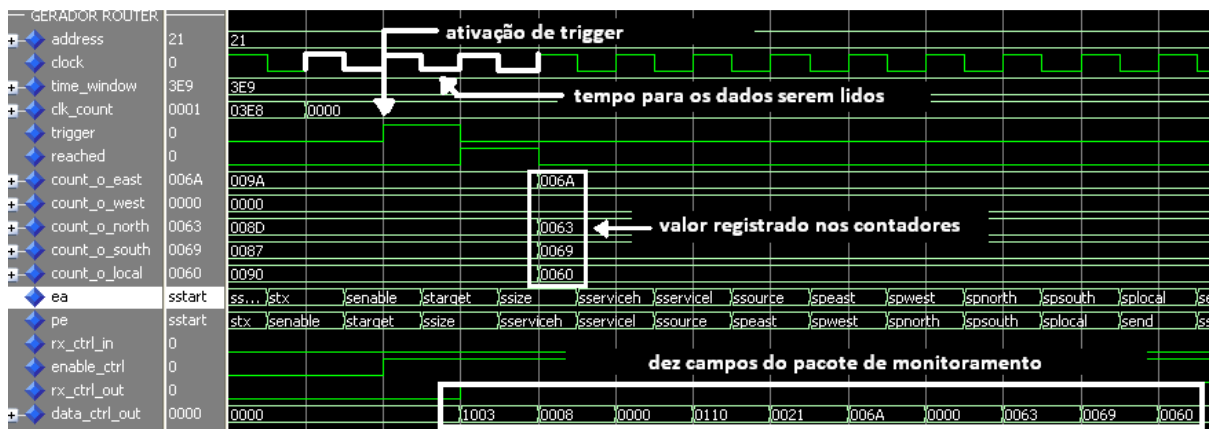 GERADOR ROUTER
ativação de trigger
address 21 21
clock 0
time_window 3E9 3E9
tempo para os dados serem lidos
clk_count 0001 03E8 0000
trigger 0
reached 0
count_o_east 006A 009A 006A
count_o_west 0000 0000
count_o_north 0063 008D 0063 valor registrado nos contadores
count_o_south 0069 0087 0069
count_o_local 0060 0090 0060
ea sstart ss... stx senable starget ssize sserviceh sservicel ssource speast spwest spnorth spsouth splocal se
pe sstart stx senable starget ssize sserviceh sservicel ssource speast spwest spnorth spsouth splocal send ss
rx_ctrl_in 0
enable_ctrl 0 dez campos do pacote de monitoramento
rx_ctrl_out 0
data_ctrl_out 0000 0000 1003 0008 0000 0110 0021 006A 0000 0063 0069 0060